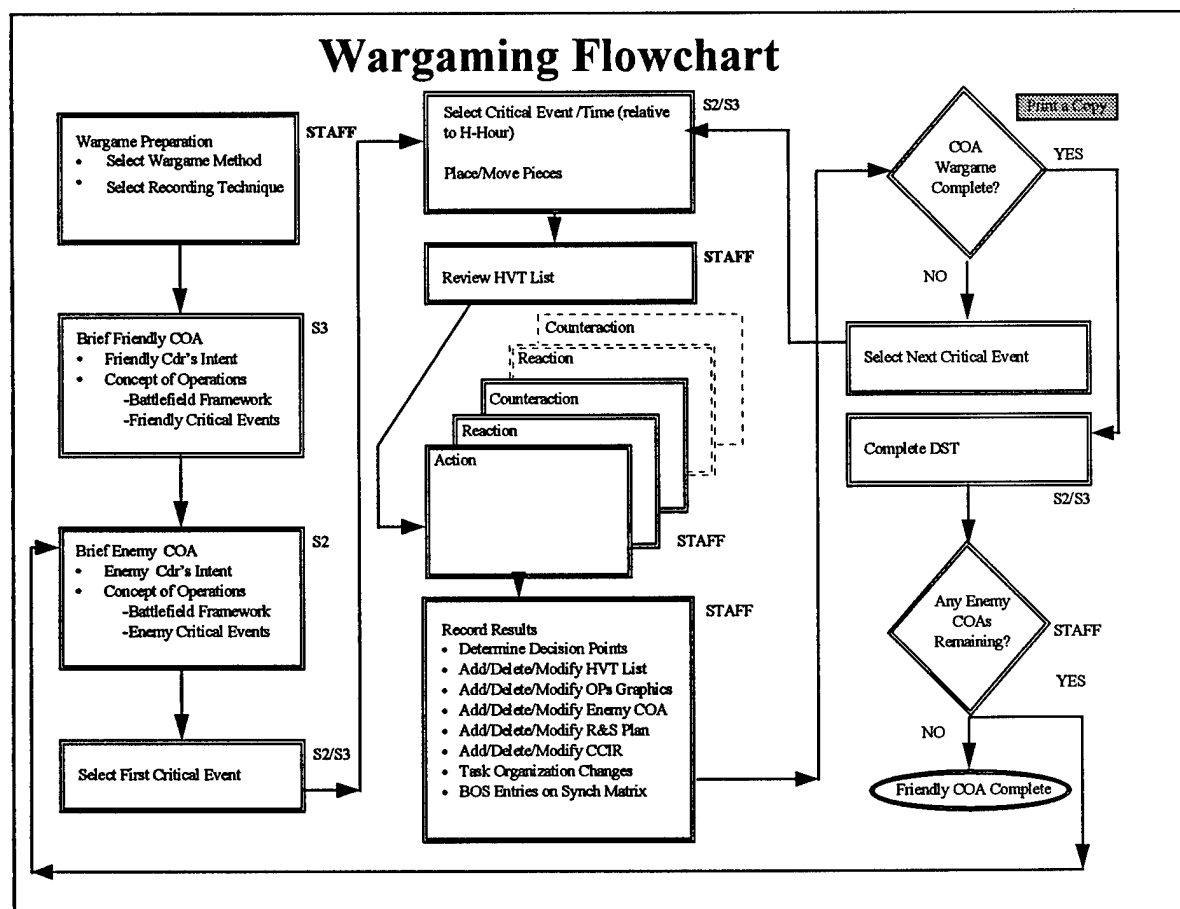 Wargaming Flowchart
Wargame Preparation
• Select Wargame Method
• Select Recording Technique
STAFF
Brief Friendly COA
• Friendly Cdr's Intent
• Concept of Operations
-Battlefield Framework
-Friendly Critical Events
S3
Brief Enemy COA
• Enemy Cdr's Intent
• Concept of Operations
-Battlefield Framework
-Enemy Critical Events
S2
Select First Critical Event
S2/S3
Select Critical Event /Time (relative
to H-Hour)
Place/Move Pieces
S2/S3
Review HVT List
STAFF
Counteraction
Reaction
Counteraction
Reaction
Action
STAFF
Record Results
• Determine Decision Points
• Add/Delete/Modify HVT List
• Add/Delete/Modify OPs Graphics
• Add/Delete/Modify Enemy COA
• Add/Delete/Modify R&S Plan
• Add/Delete/Modify CCIR
• Task Organization Changes
• BOS Entries on Synch Matrix
STAFF
Print a Copy
COA
Wargame
Complete?
YES
NO
Select Next Critical Event
Complete DST
S2/S3
Any Enemy
COAs
Remaining?
STAFF
YES
NO
Friendly COA Complete